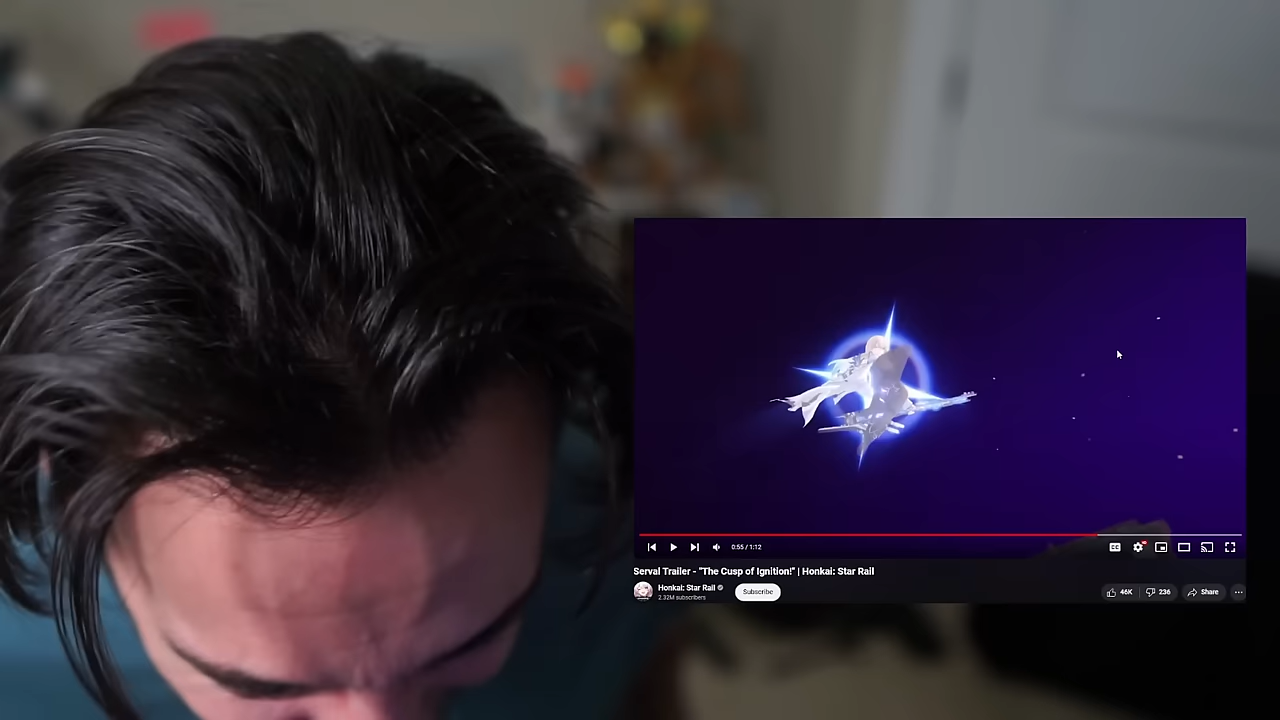 0:55 / 1:12
Serval Trailer - "The Cusp of Ignition!" | Honkai: Star Rail
Honkai: Star Rail
2.32M subscribers
Subscribe
46K
236
Share